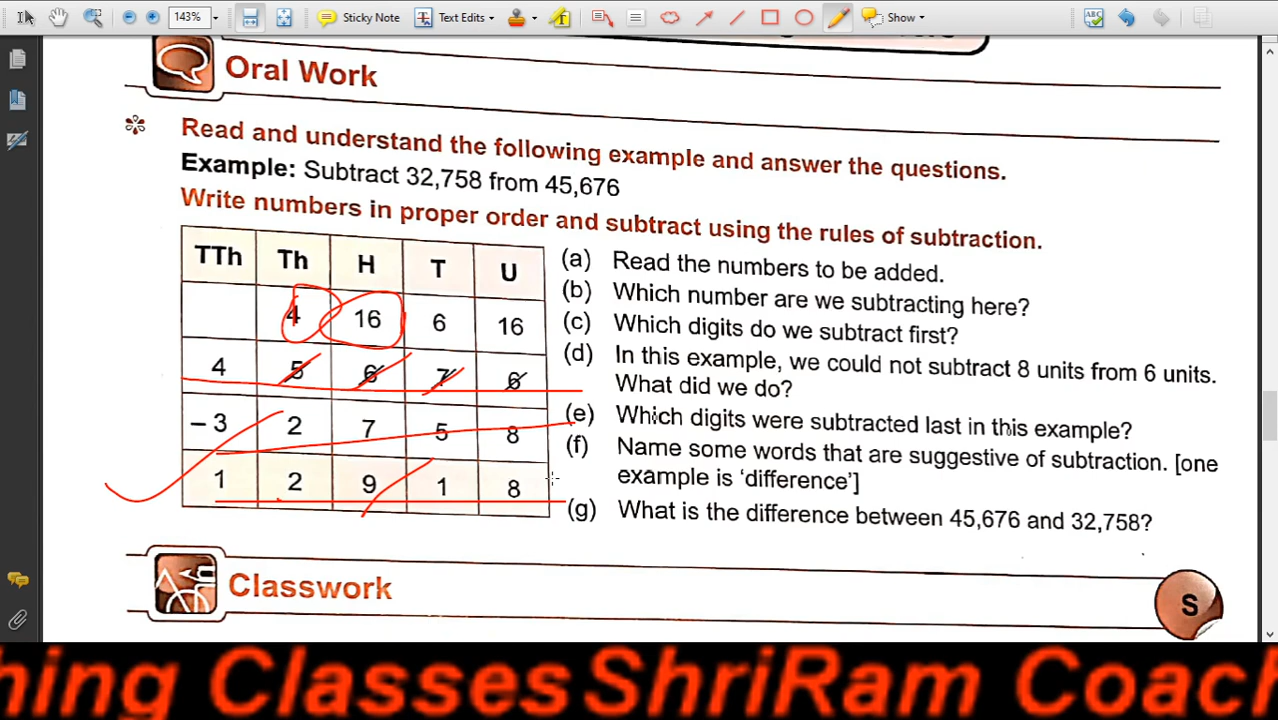 143%
Sticky Note
Text Edits
Show
Oral Work
Read and understand the following example and answer the questions.
Example: Subtract 32,758 from 45,676
Write numbers in proper order and subtract using the rules of subtraction.
TTh Th H T U
4 16 6 16
4 5 6 7 6
– 3 2 7 5 8
1 2 9 1 8
(a) Read the numbers to be added.
(b) Which number are we subtracting here?
(c) Which digits do we subtract first?
(d) In this example, we could not subtract 8 units from 6 units.
What did we do?
(e) Which digits were subtracted last in this example?
(f) Name some words that are suggestive of subtraction. [one
example is ‘difference’]
(g) What is the difference between 45,676 and 32,758?
Classwork
S
hing Classes ShriRam Coach